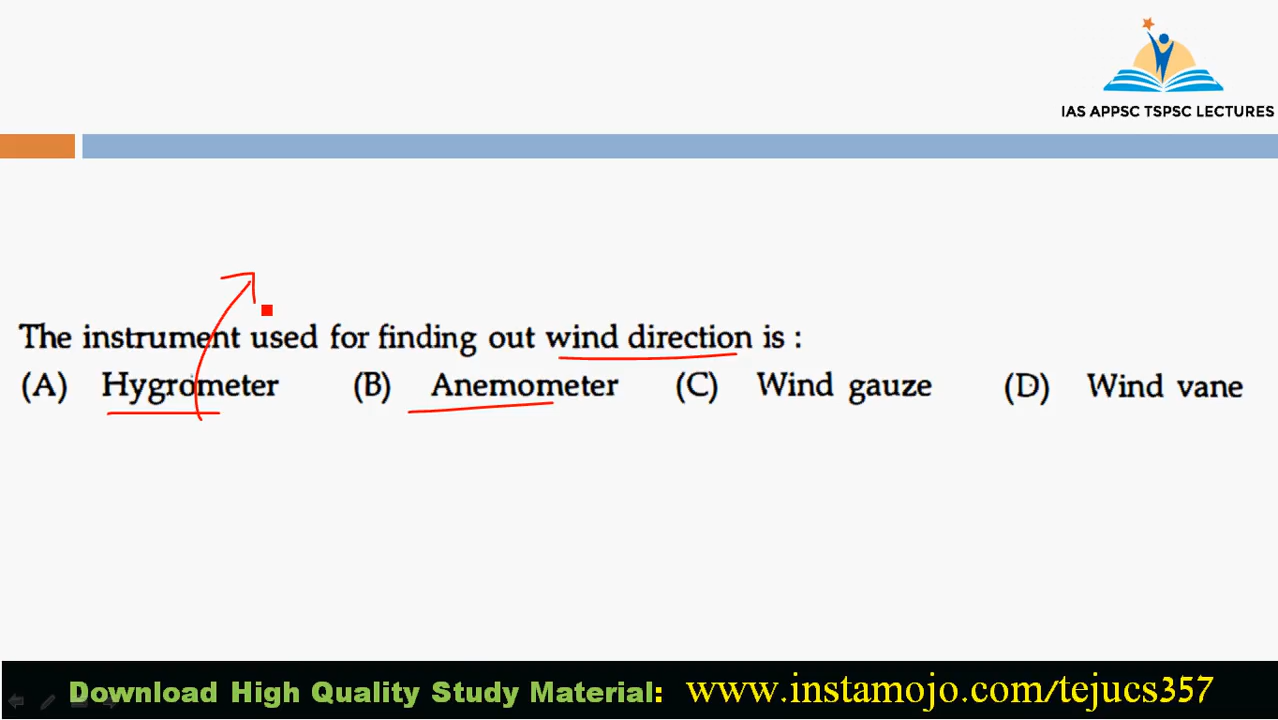 IAS APPSC TSPSC LECTURES
The instrument used for finding out wind direction is :
(A) Hygrometer (B) Anemometer (C) Wind gauze (D) Wind vane
Download High Quality Study Material: www.instamojo.com/tejucs357